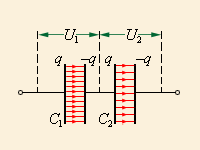 U₁ U₂
q -q q -q
C₁ C₂